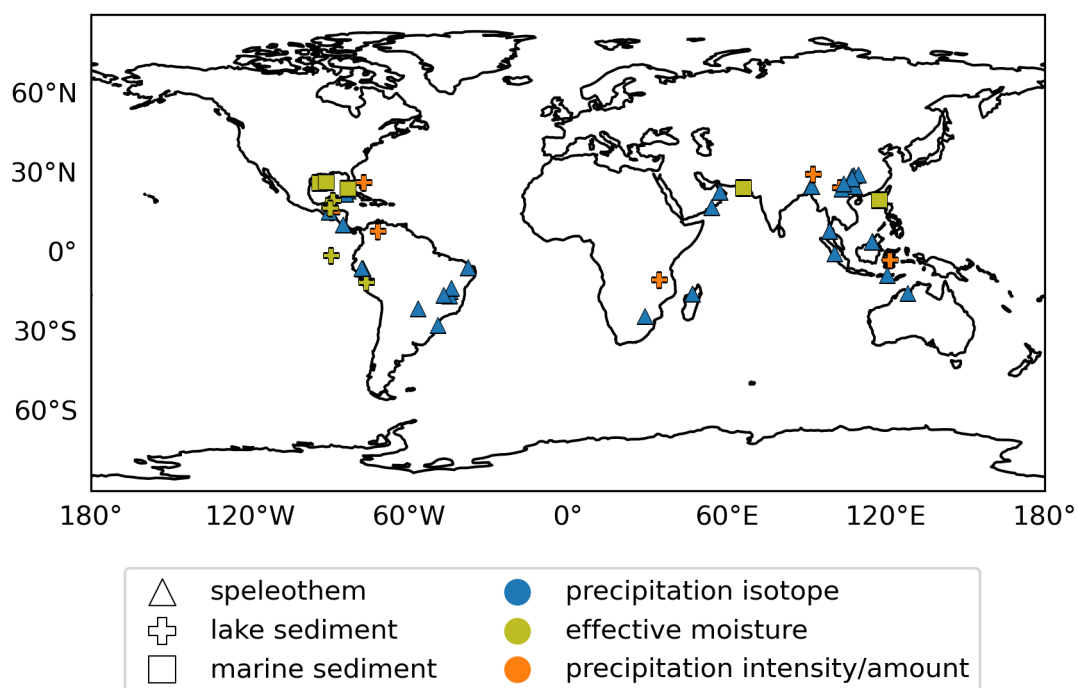 60°N
30°N
0°
30°S
60°S
180° 120°W 60°W 0° 60°E 120°E 180°
speleothem precipitation isotope
lake sediment effective moisture
marine sediment precipitation intensity/amount